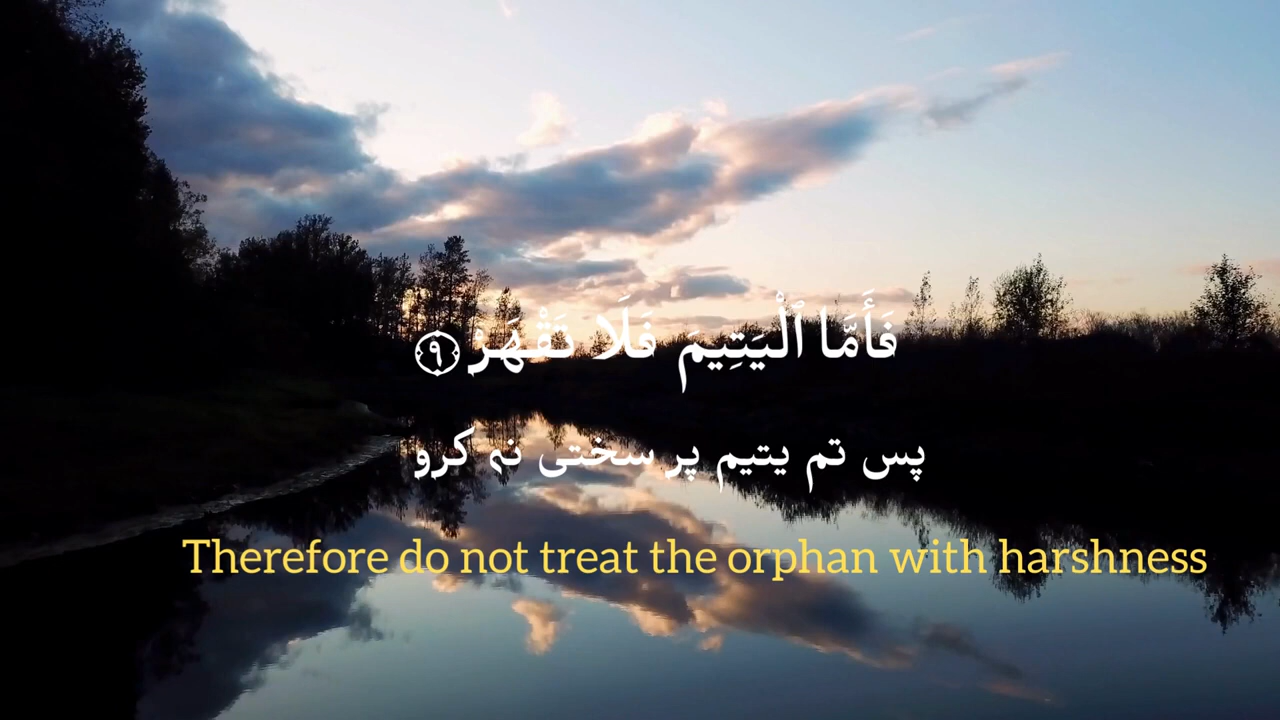 فَأَمَّا ٱلْيَتِيمَ فَلَا تَقْهَرْ ۝٩
پس تم یتیم پر سختی نہ کرو
Therefore do not treat the orphan with harshness